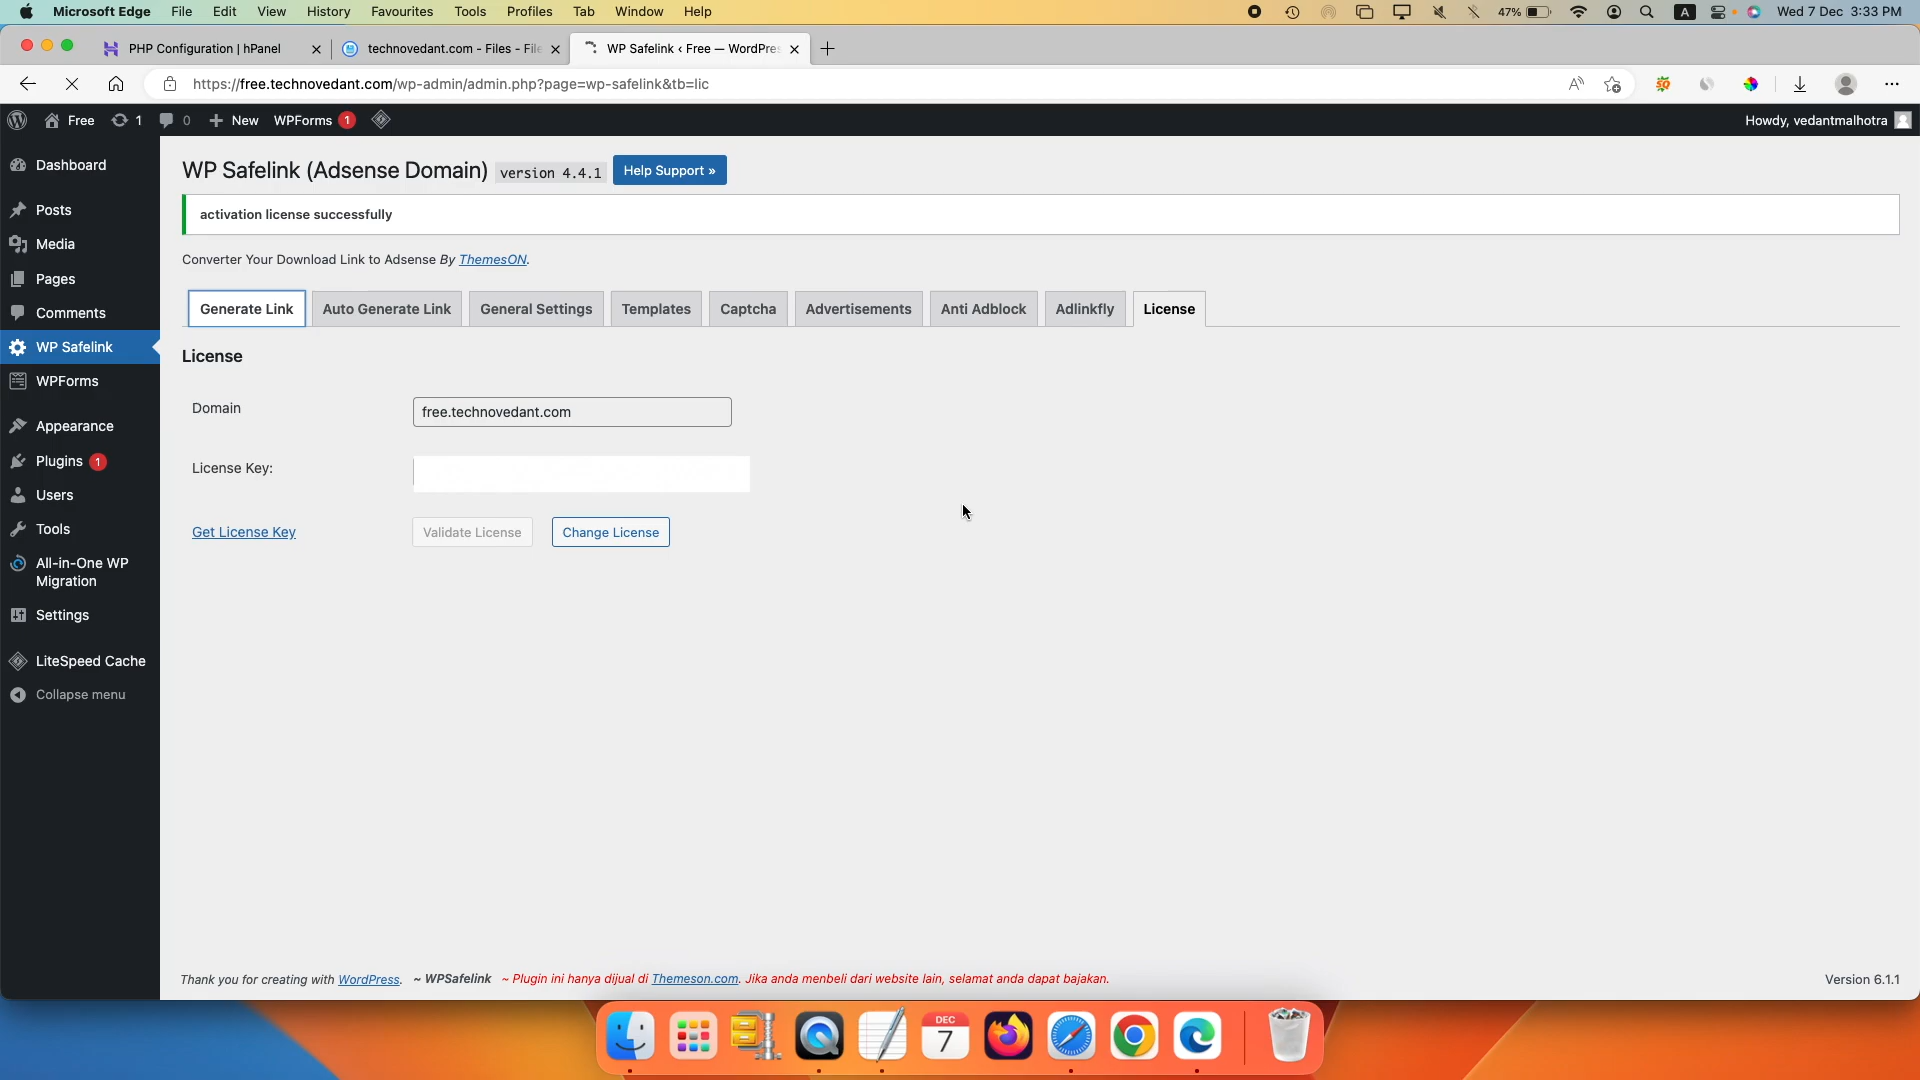 Microsoft Edge File Edit View History Favourites Tools Profiles Tab Window Help A 47% Wed 7 Dec 3:33 PM
PHP Configuration | hPanel technovedant.com - Files - File WP Safelink ‹ Free — WordPres
https://free.technovedant.com/wp-admin/admin.php?page=wp-safelink&tb=lic
Free 1 0 New WPForms 1 Howdy, vedantmalhotra
Dashboard
Posts
Media
Pages
Comments
WP Safelink
WPForms
Appearance
Plugins 1
Users
Tools
All-in-One WP
Migration
Settings
LiteSpeed Cache
Collapse menu
WP Safelink (Adsense Domain) version 4.4.1 Help Support »
activation license successfully
Converter Your Download Link to Adsense By ThemesON.
Generate Link Auto Generate Link General Settings Templates Captcha Advertisements Anti Adblock Adlinkfly License
License
Domain free.technovedant.com
License Key:
Get License Key Validate License Change License
Thank you for creating with WordPress. ~ WPSafelink ~ Plugin ini hanya dijual di Themeson.com. Jika anda menbeli dari website lain, selamat anda dapat bajakan. Version 6.1.1
DEC
7